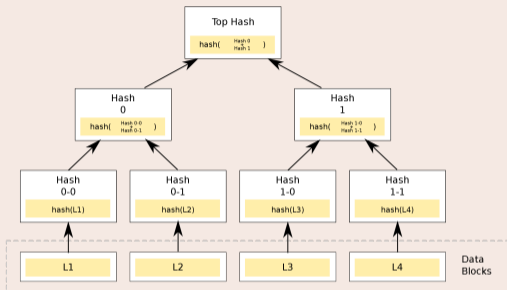 Top Hash
hash( Hash 0 + Hash 1 )
Hash
0
hash( Hash 0-0 + Hash 0-1 )
Hash
1
hash( Hash 1-0 + Hash 1-1 )
Hash
0-0
hash(L1)
Hash
0-1
hash(L2)
Hash
1-0
hash(L3)
Hash
1-1
hash(L4)
L1
L2
L3
L4
Data
Blocks